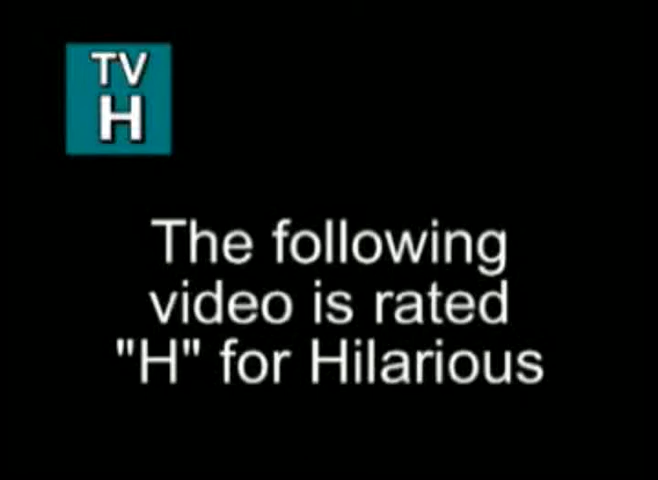 TV
H
The following
video is rated
"H" for Hilarious